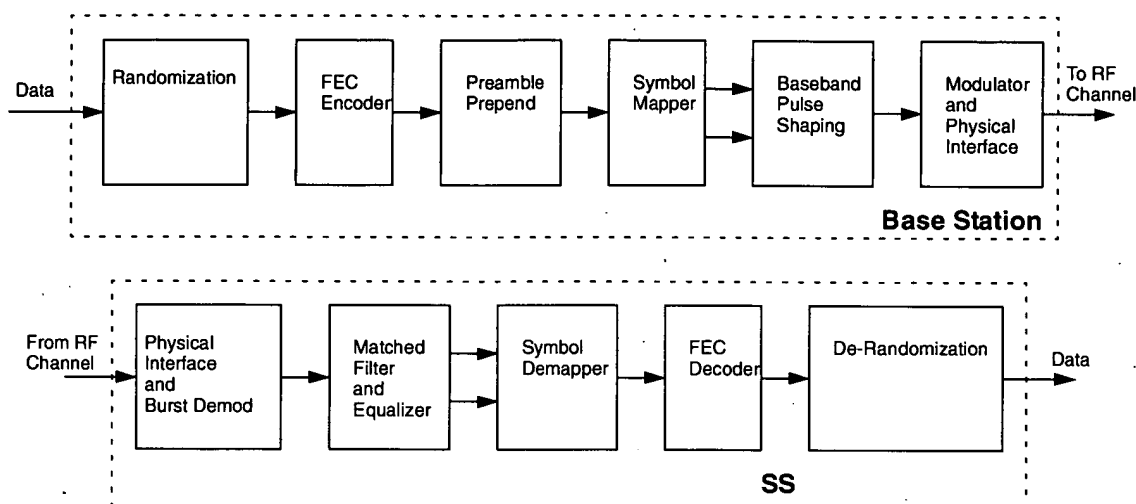 Data
Randomization
FEC
Encoder
Preamble
Prepend
Symbol
Mapper
Baseband
Pulse
Shaping
Modulator
and
Physical
Interface
To RF
Channel
Base Station
From RF
Channel
Physical
Interface
and
Burst Demod
Matched
Filter
and
Equalizer
Symbol
Demapper
FEC
Decoder
De-Randomization
Data
SS